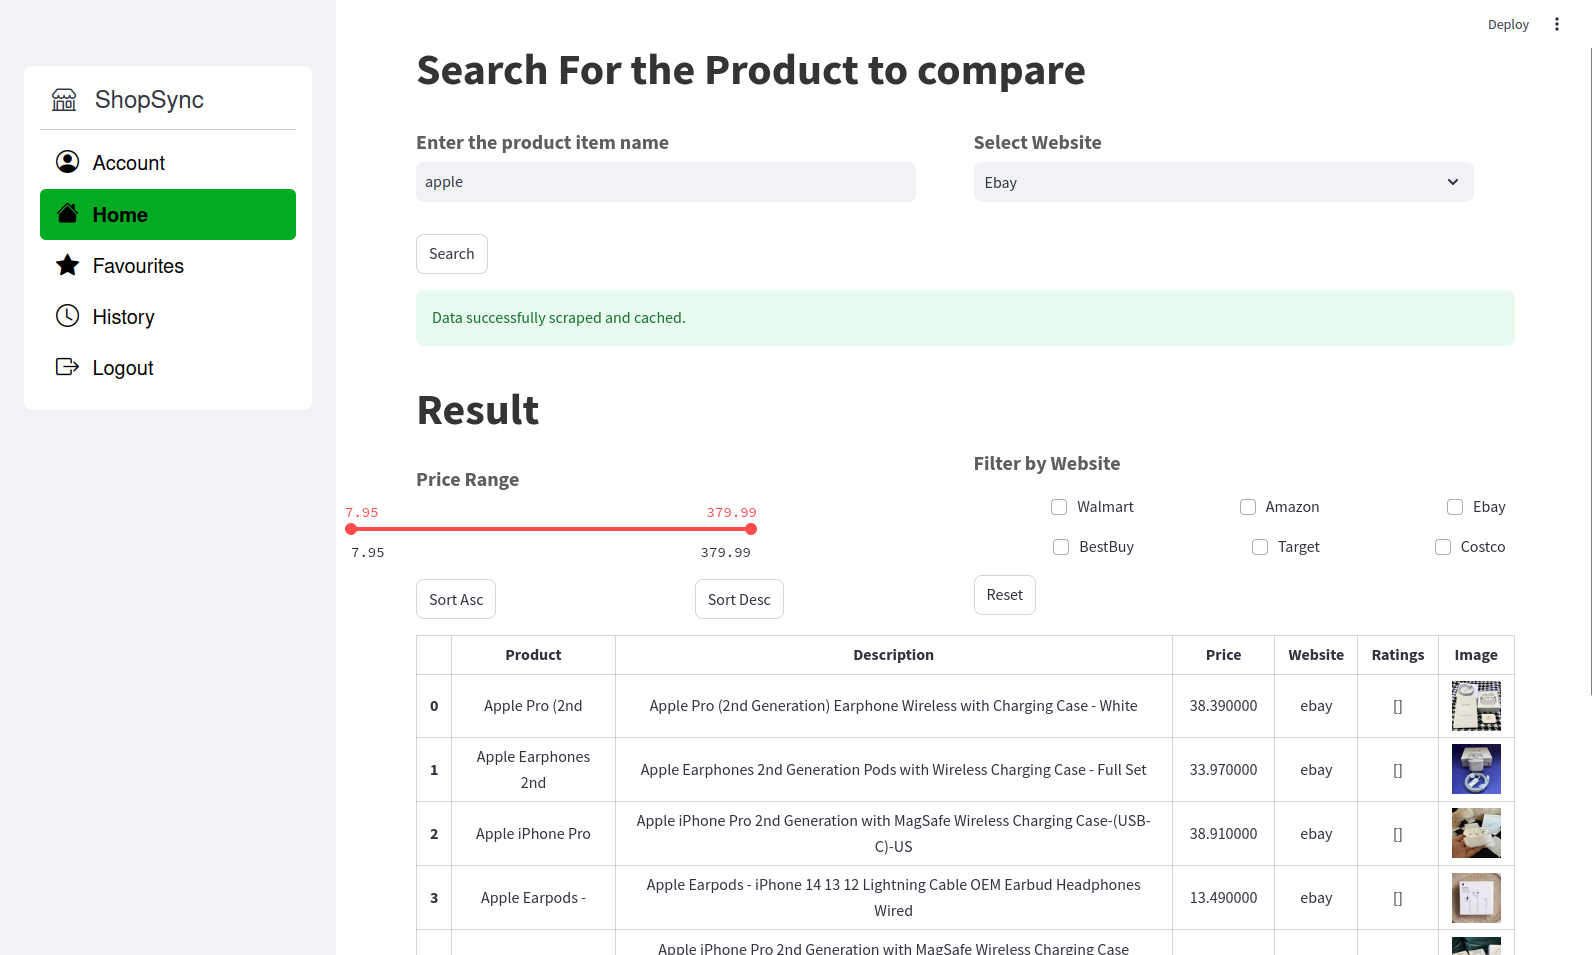 Deploy
ShopSync
Account
Home
Favourites
History
Logout
Search For the Product to compare
Enter the product item name
apple
Select Website
Ebay
Search
Data successfully scraped and cached.
Result
Price Range
7.95 379.99
7.95 379.99
Sort Asc Sort Desc
Filter by Website
Walmart Amazon Ebay
BestBuy Target Costco
Reset
Product Description Price Website Ratings Image
0 Apple Pro (2nd Apple Pro (2nd Generation) Earphone Wireless with Charging Case - White 38.390000 ebay []
1 Apple Earphones
2nd Apple Earphones 2nd Generation Pods with Wireless Charging Case - Full Set 33.970000 ebay []
2 Apple iPhone Pro Apple iPhone Pro 2nd Generation with MagSafe Wireless Charging Case-(USB-
C)-US 38.910000 ebay []
3 Apple Earpods - Apple Earpods - iPhone 14 13 12 Lightning Cable OEM Earbud Headphones
Wired 13.490000 ebay []
Apple iPhone Pro 2nd Generation with MagSafe Wireless Charging Case